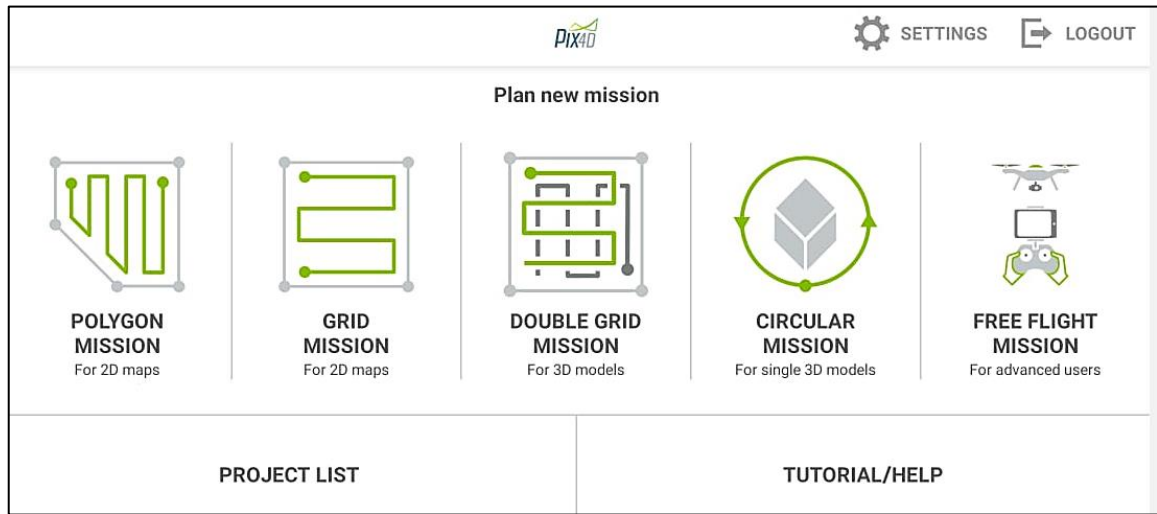 PIX4D
SETTINGS
LOGOUT
Plan new mission
POLYGON
MISSION
For 2D maps
GRID
MISSION
For 2D maps
DOUBLE GRID
MISSION
For 3D models
CIRCULAR
MISSION
For single 3D models
FREE FLIGHT
MISSION
For advanced users
PROJECT LIST
TUTORIAL/HELP